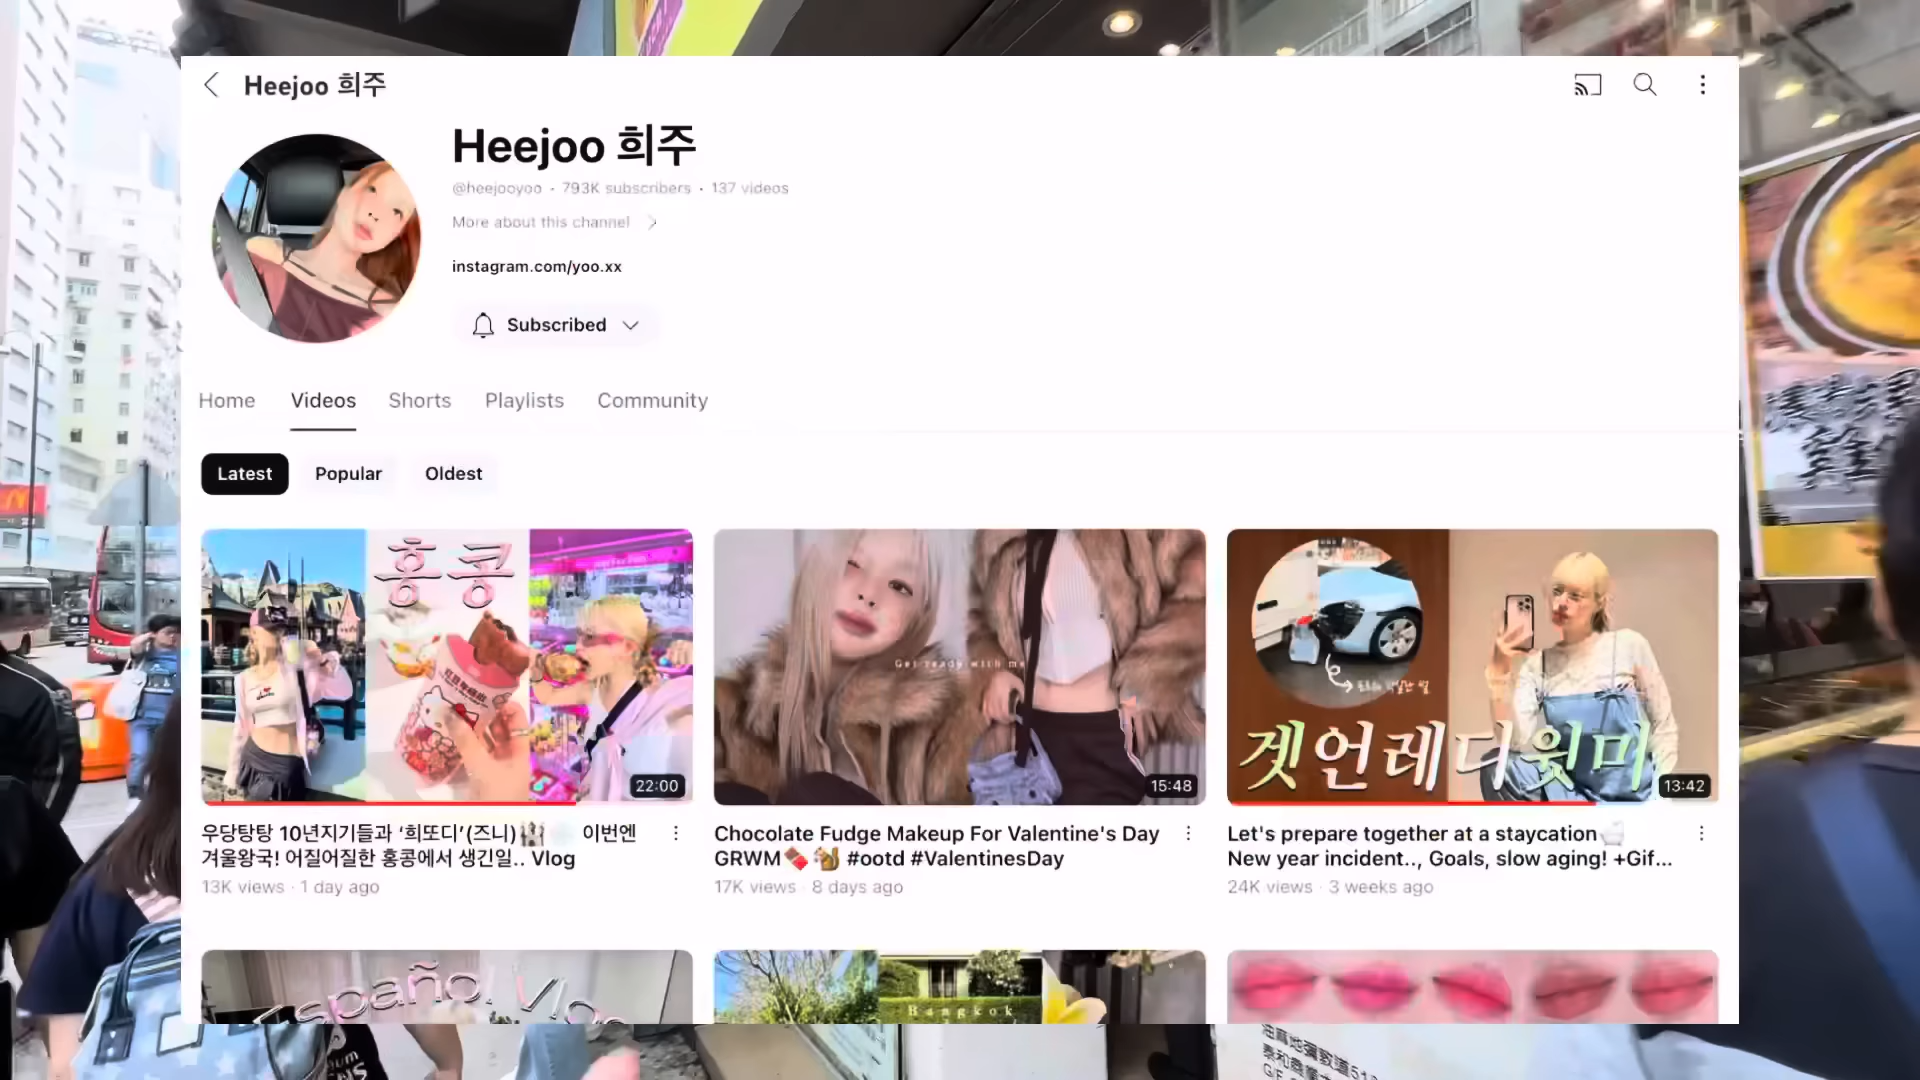 Heejoo 희주
Heejoo 희주
@heejooyoo · 793K subscribers · 137 videos
More about this channel
instagram.com/yoo.xx
Subscribed
Home Videos Shorts Playlists Community
Latest Popular Oldest
홍콩
22:00
Get ready with me
15:48
겟언레디윗미
13:42
우당탕탕 10년지기들과 ‘희또디’(즈니) 이번엔
겨울왕국! 어질어질한 홍콩에서 생긴일.. Vlog
13K views · 1 day ago
Chocolate Fudge Makeup For Valentine's Day
GRWM🍫🐿️ #ootd #ValentinesDay
17K views · 8 days ago
Let's prepare together at a staycation
New year incident.., Goals, slow aging! +Gif...
24K views · 3 weeks ago
Español Vlog
Bangkok